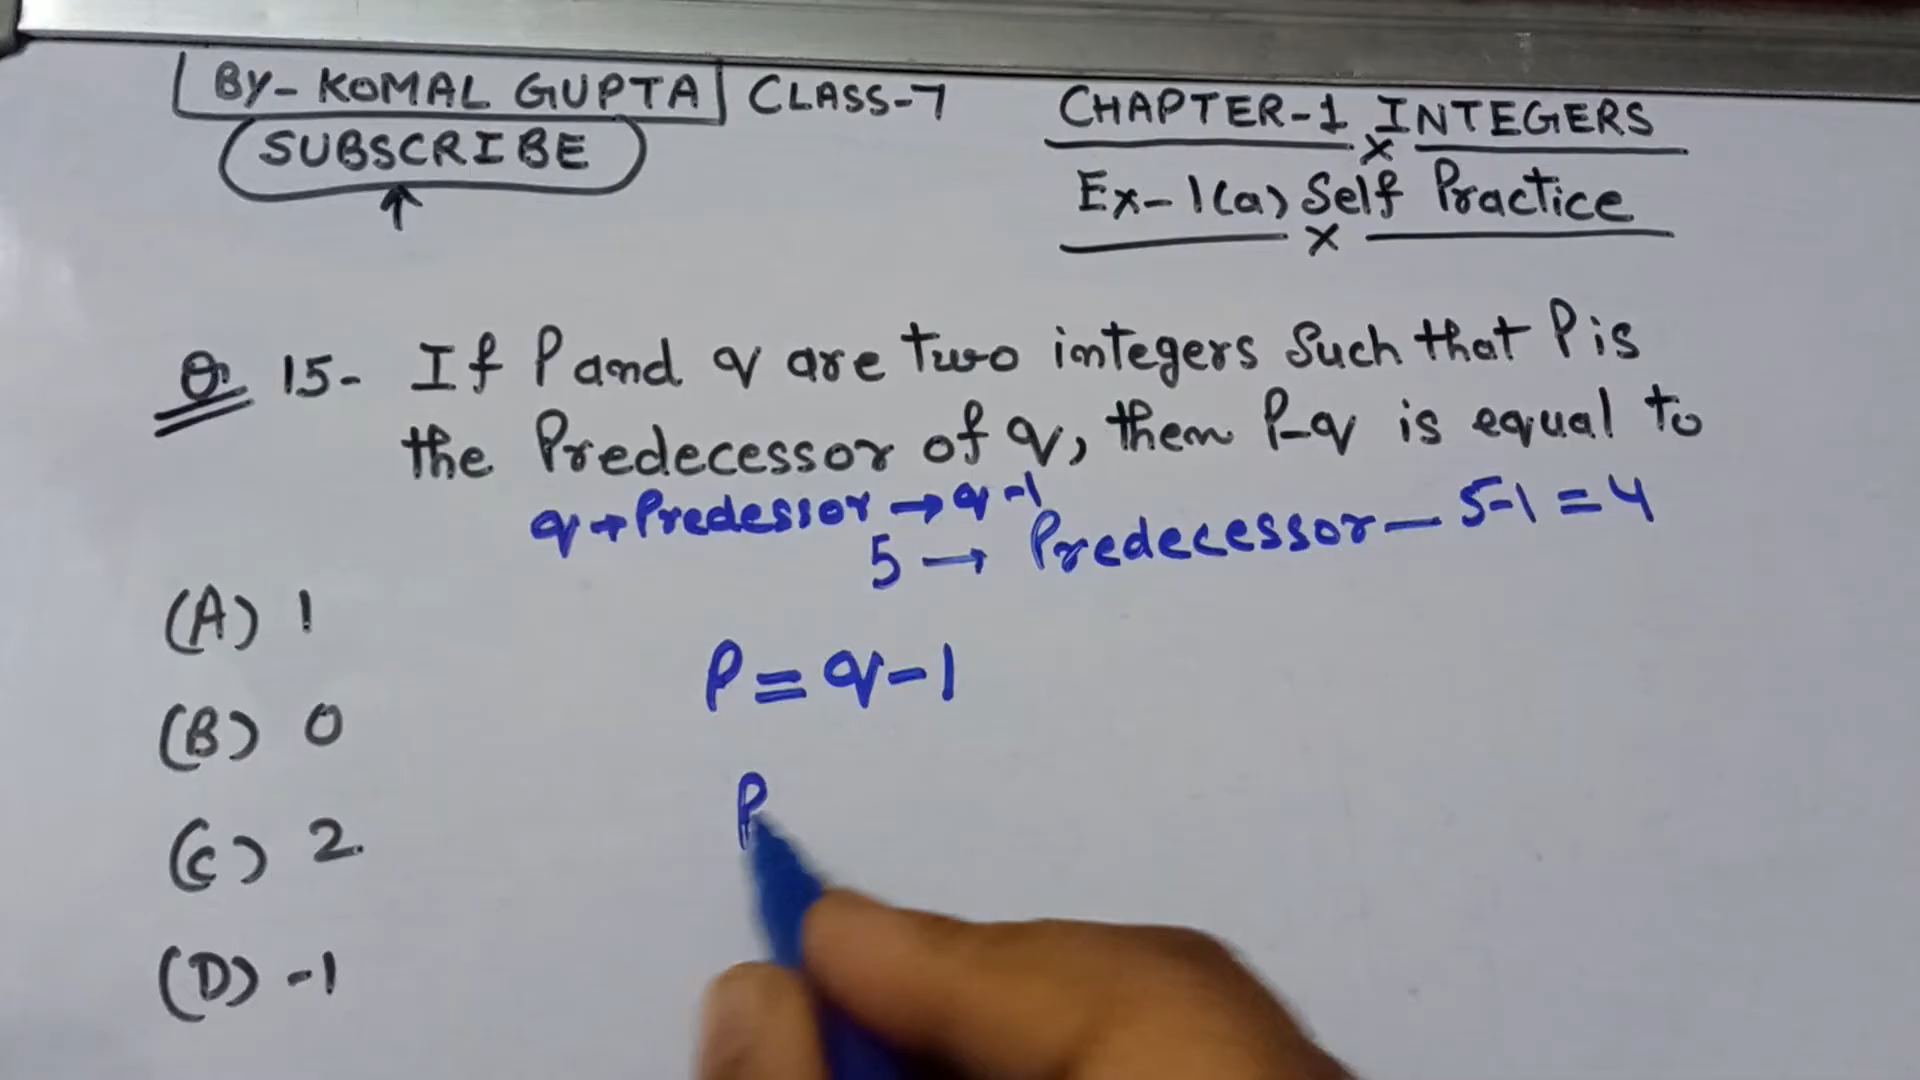 BY- KOMAL GUPTA CLASS-7 CHAPTER-1 INTEGERS
SUBSCRIBE
Ex-1(a) Self Practice
Q. 15- If P and q are two integers Such that P is
the Predecessor of q, then P-q is equal to
q → Predessor → q-1
5 → Predecessor — 5-1 = 4
(A) 1
P = q-1
(B) 0
P
(C) 2
(D) -1